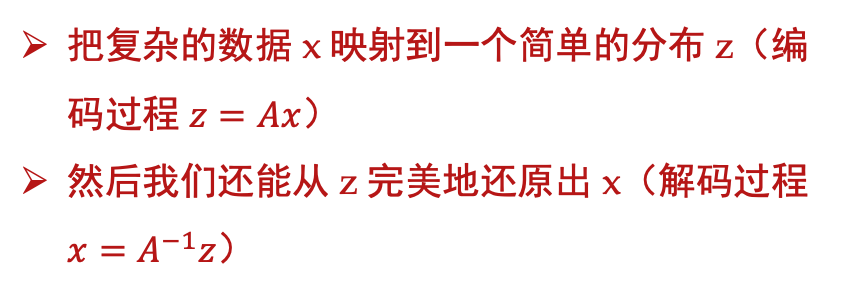 ➢ 把复杂的数据 x 映射到一个简单的分布 z（编
码过程 z = Ax）
➢ 然后我们还能从 z 完美地还原出 x（解码过程
x = A⁻¹z）